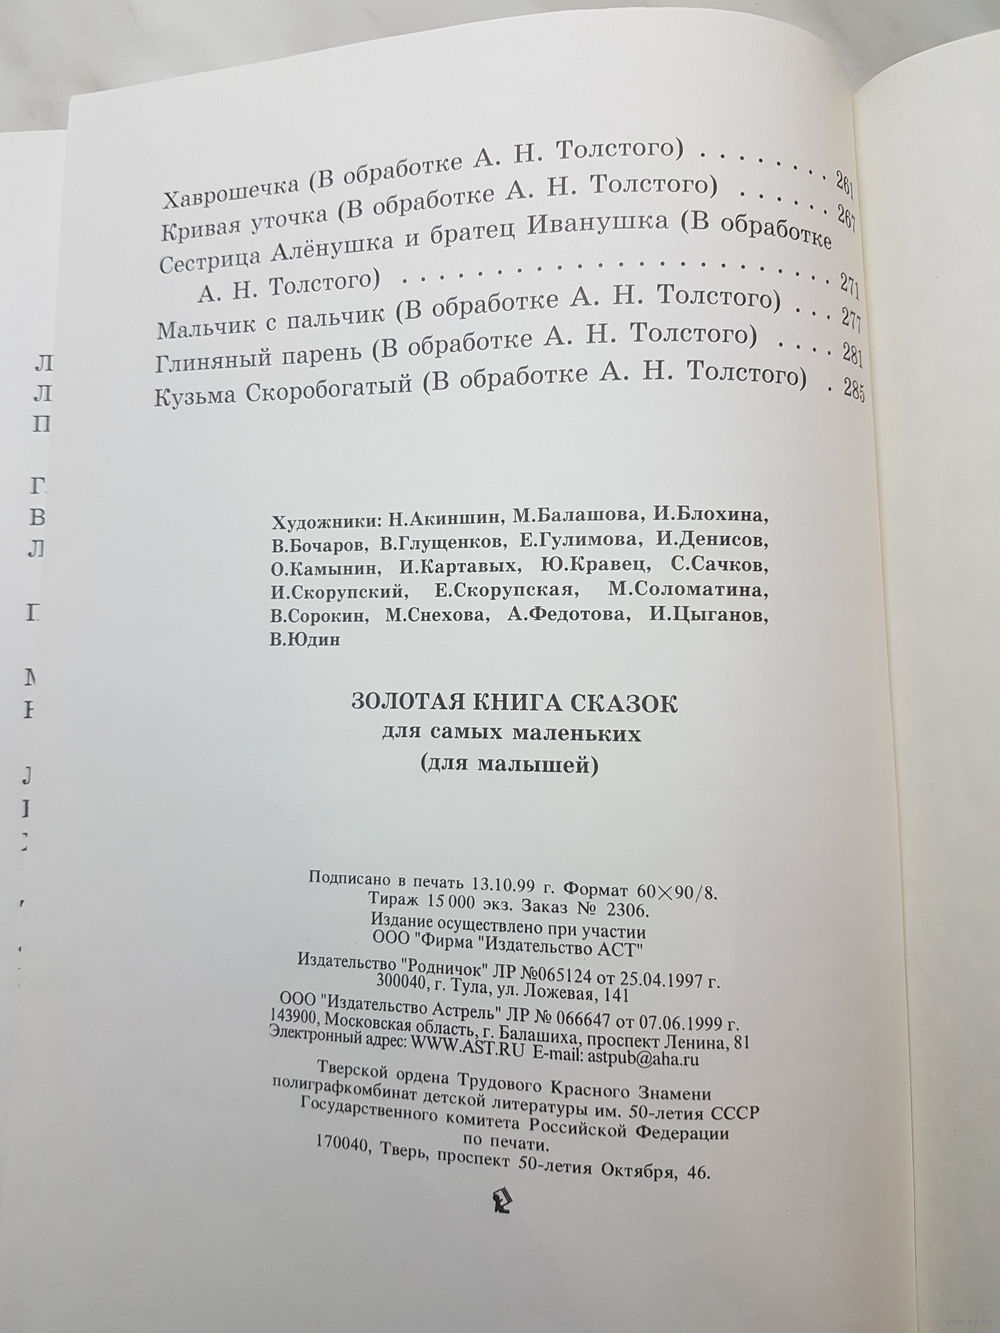 Хаврошечка (В обработке А. Н. Толстого) . . . . . . . . 261
Кривая уточка (В обработке А. Н. Толстого) . . . . . . 267
Сестрица Алёнушка и братец Иванушка (В обработке
А. Н. Толстого) . . . . . . . . . . . . . . . . . . . . . . . 271
Мальчик с пальчик (В обработке А. Н. Толстого) . . . 277
Глиняный парень (В обработке А. Н. Толстого) . . . . 281
Кузьма Скоробогатый (В обработке А. Н. Толстого) . 285
Художники: Н.Акиншин, М.Балашова, И.Блохина,
В.Бочаров, В.Глущенков, Е.Гулимова, И.Денисов,
О.Камынин, И.Картавых, Ю.Кравец, С.Сачков,
И.Скорупский, Е.Скорупская, М.Соломатина,
В.Сорокин, М.Снехова, А.Федотова, И.Цыганов,
В.Юдин
ЗОЛОТАЯ КНИГА СКАЗОК
для самых маленьких
(для малышей)
Подписано в печать 13.10.99 г. Формат 60×90/8.
Тираж 15 000 экз. Заказ № 2306.
Издание осуществлено при участии
ООО "Фирма "Издательство АСТ"
Издательство "Родничок" ЛР №065124 от 25.04.1997 г.
300040, г. Тула, ул. Ложевая, 141
ООО "Издательство Астрель" ЛР № 066647 от 07.06.1999 г.
143900, Московская область, г. Балашиха, проспект Ленина, 81
Электронный адрес: WWW.AST.RU E-mail: astpub@aha.ru
Тверской ордена Трудового Красного Знамени
полиграфкомбинат детской литературы им. 50-летия СССР
Государственного комитета Российской Федерации
по печати.
170040, Тверь, проспект 50-летия Октября, 46.